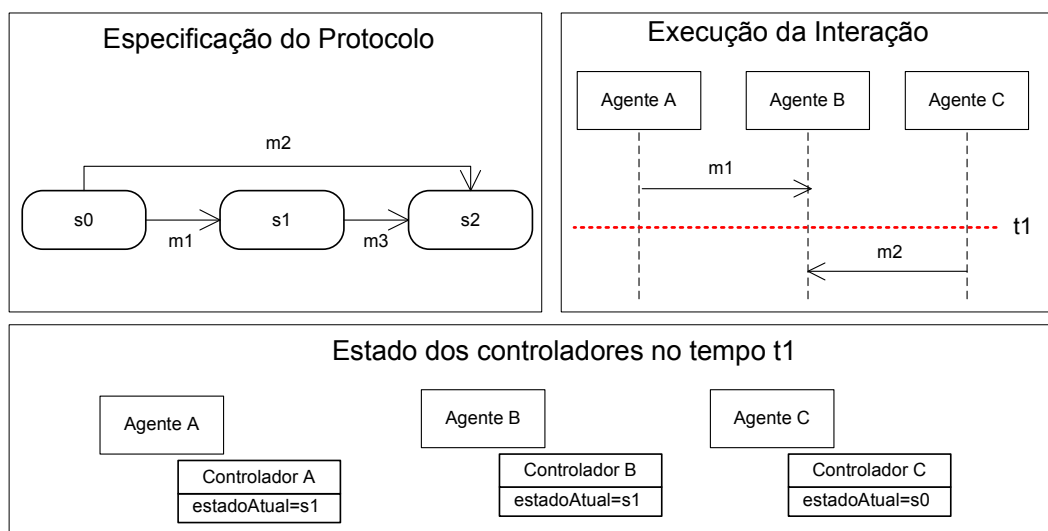 Especificação do Protocolo
m2
s0
s1
s2
m1
m3
Execução da Interação
Agente A
Agente B
Agente C
m1
t1
m2
Estado dos controladores no tempo t1
Agente A
Agente B
Agente C
Controlador A
estadoAtual=s1
Controlador B
estadoAtual=s1
Controlador C
estadoAtual=s0